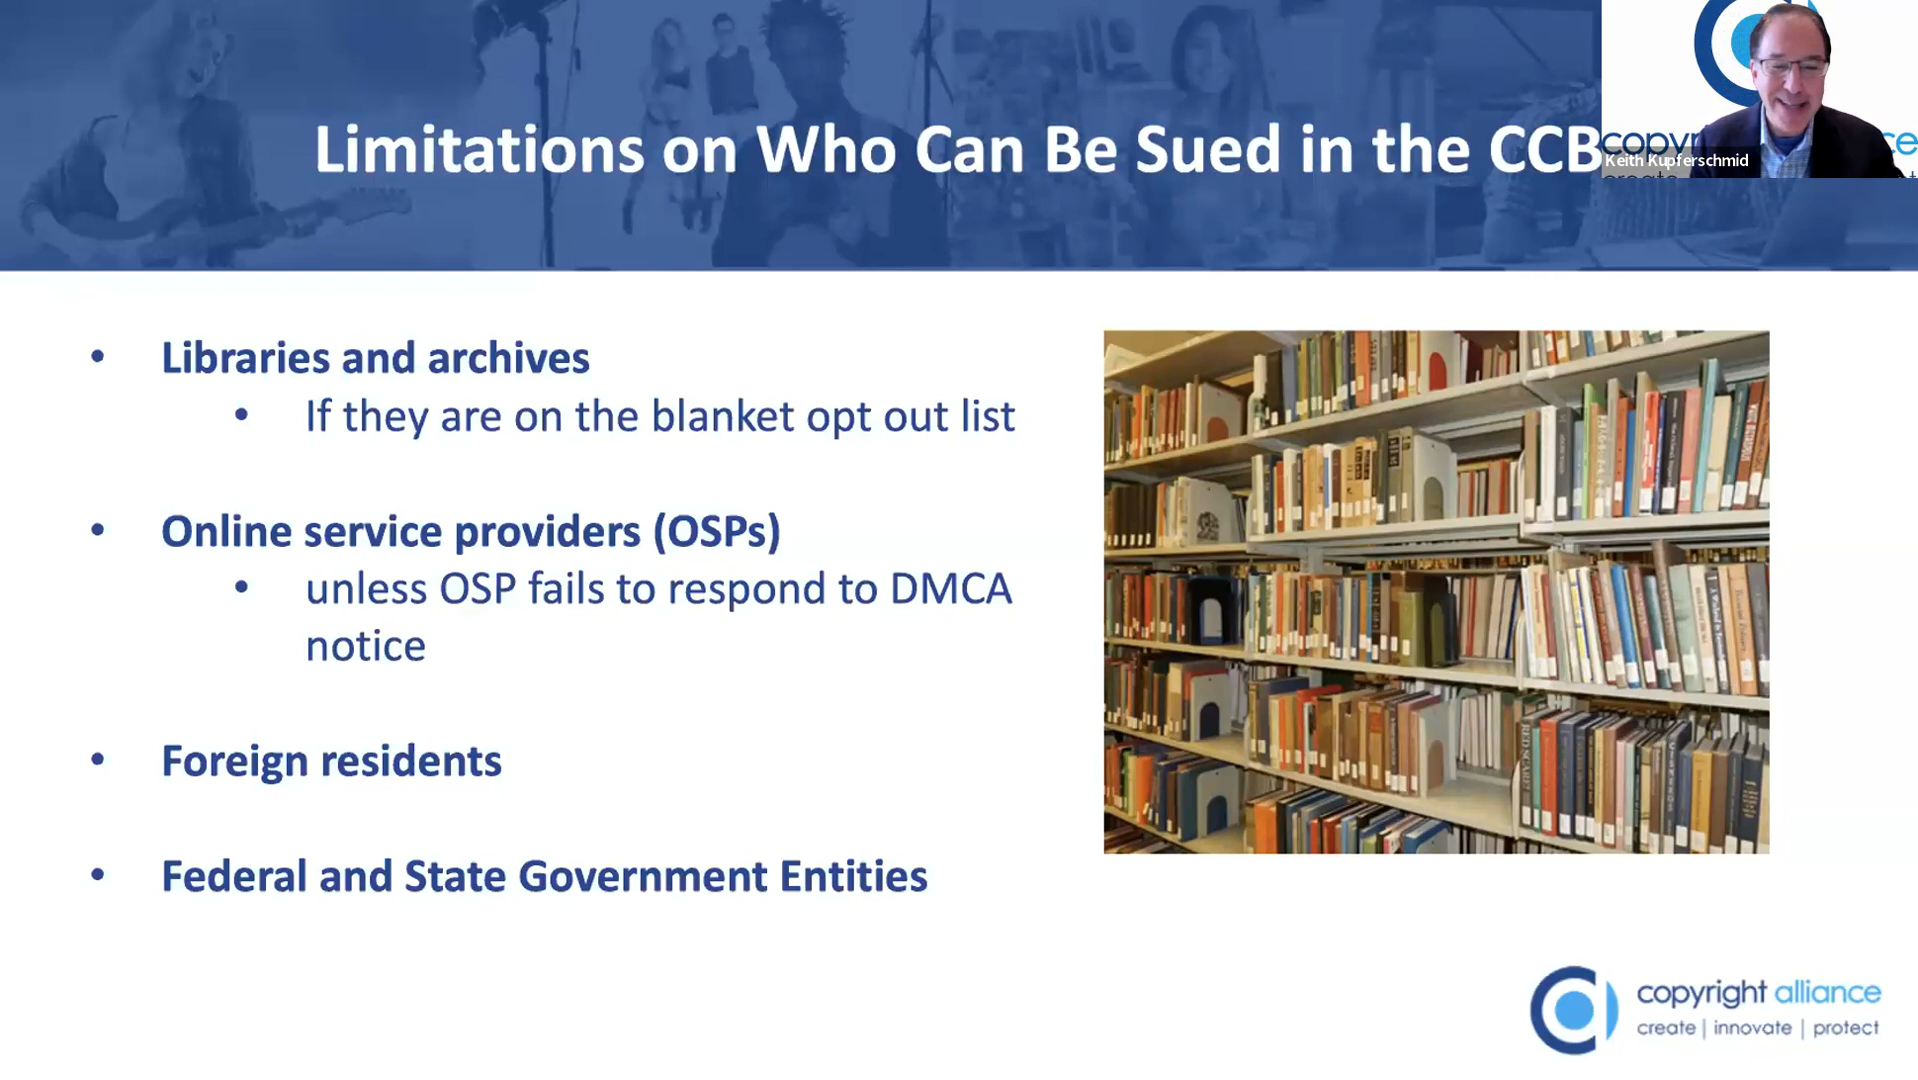 Limitations on Who Can Be Sued in the CCB
Keith Kupferschmid
• Libraries and archives
• If they are on the blanket opt out list
• Online service providers (OSPs)
• unless OSP fails to respond to DMCA
notice
• Foreign residents
• Federal and State Government Entities
copyright alliance
create | innovate | protect